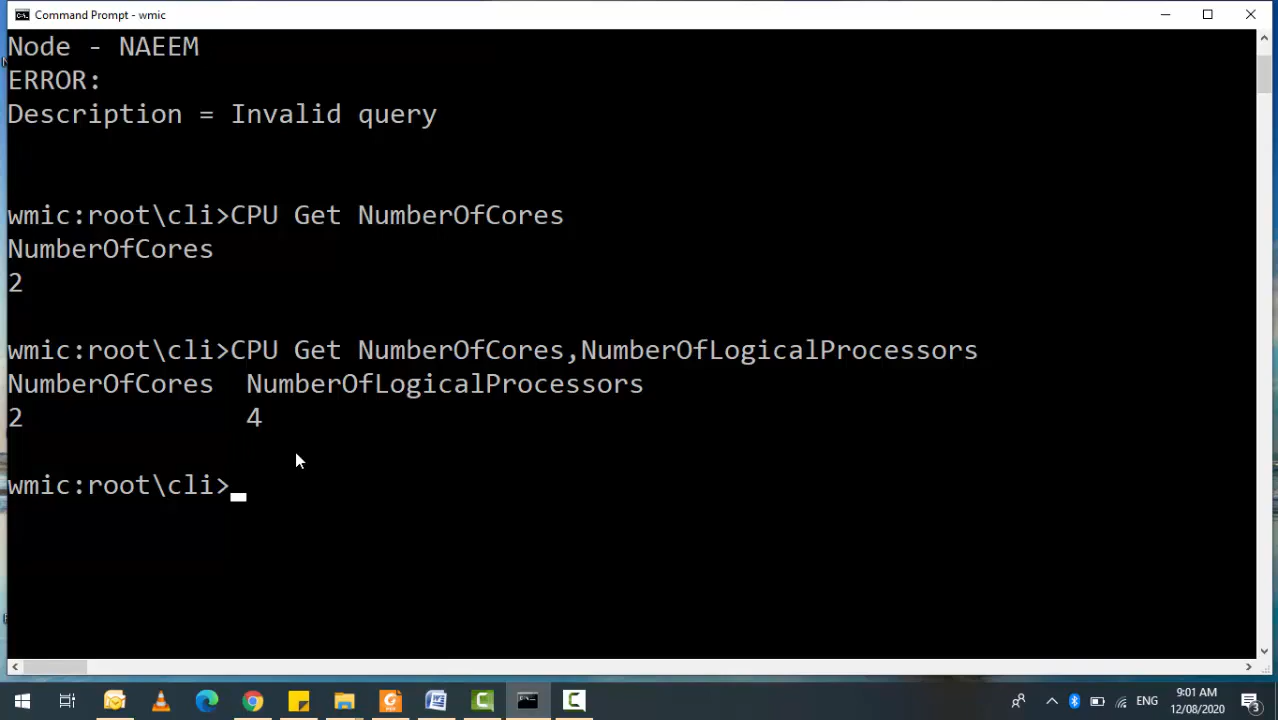 Command Prompt - wmic
Node - NAEEM
ERROR:
Description = Invalid query
wmic:root\cli>CPU Get NumberOfCores
NumberOfCores
2
wmic:root\cli>CPU Get NumberOfCores,NumberOfLogicalProcessors
NumberOfCores  NumberOfLogicalProcessors
2              4
wmic:root\cli>
ENG
9:01 AM
12/08/2020
3